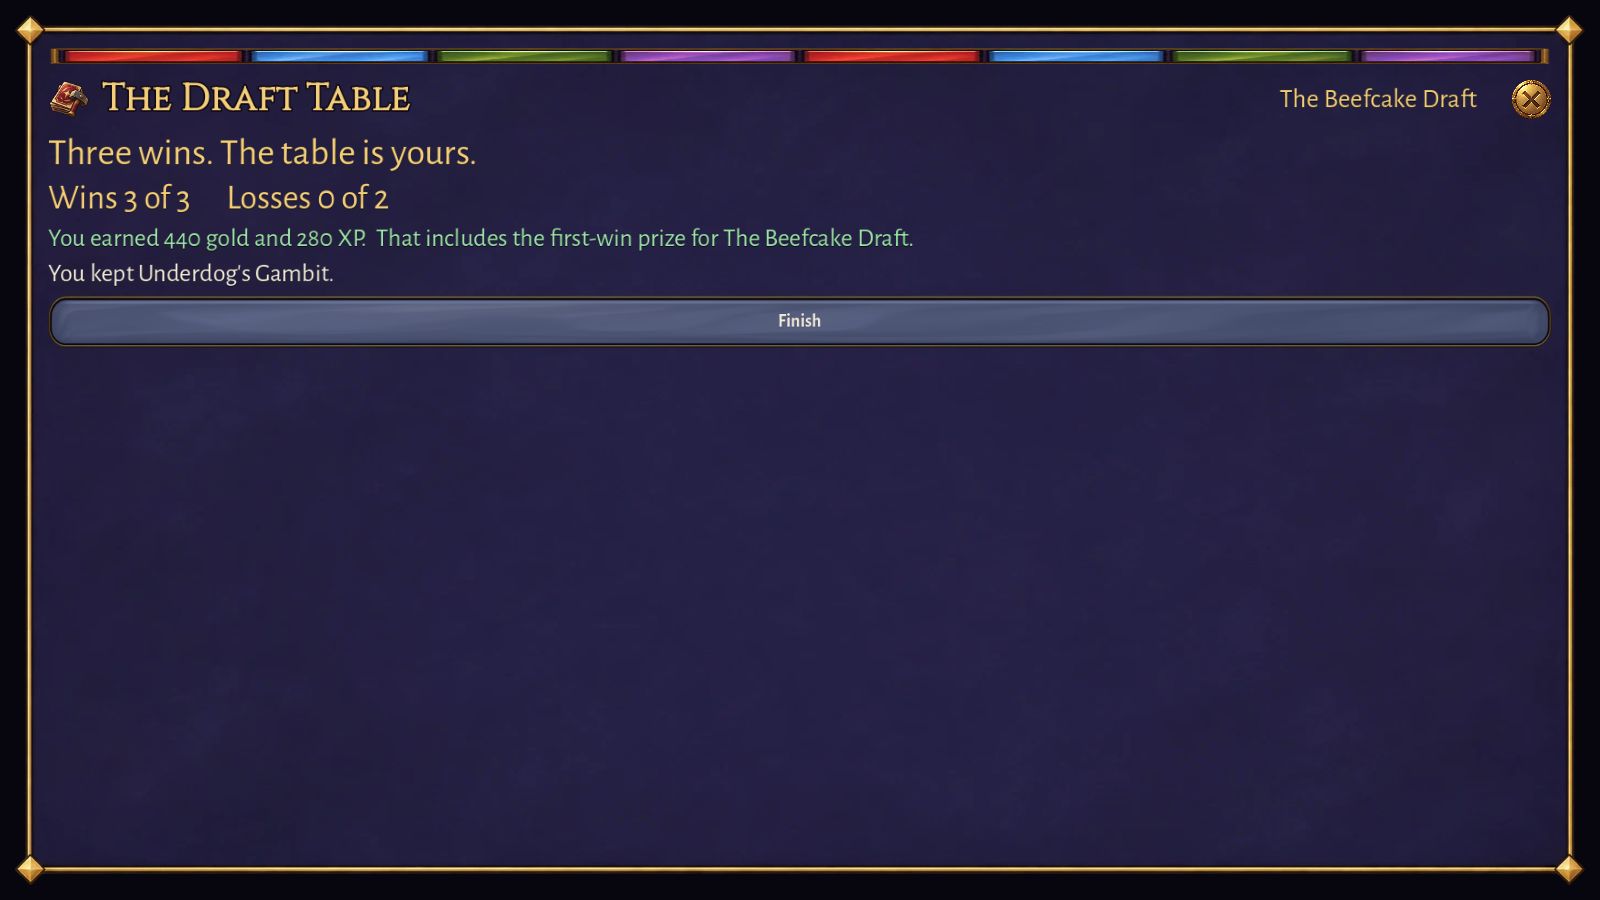 The Draft Table
The Beefcake Draft
Three wins. The table is yours.
Wins 3 of 3 Losses 0 of 2
You earned 440 gold and 280 XP. That includes the first-win prize for The Beefcake Draft.
You kept Underdog's Gambit.
Finish